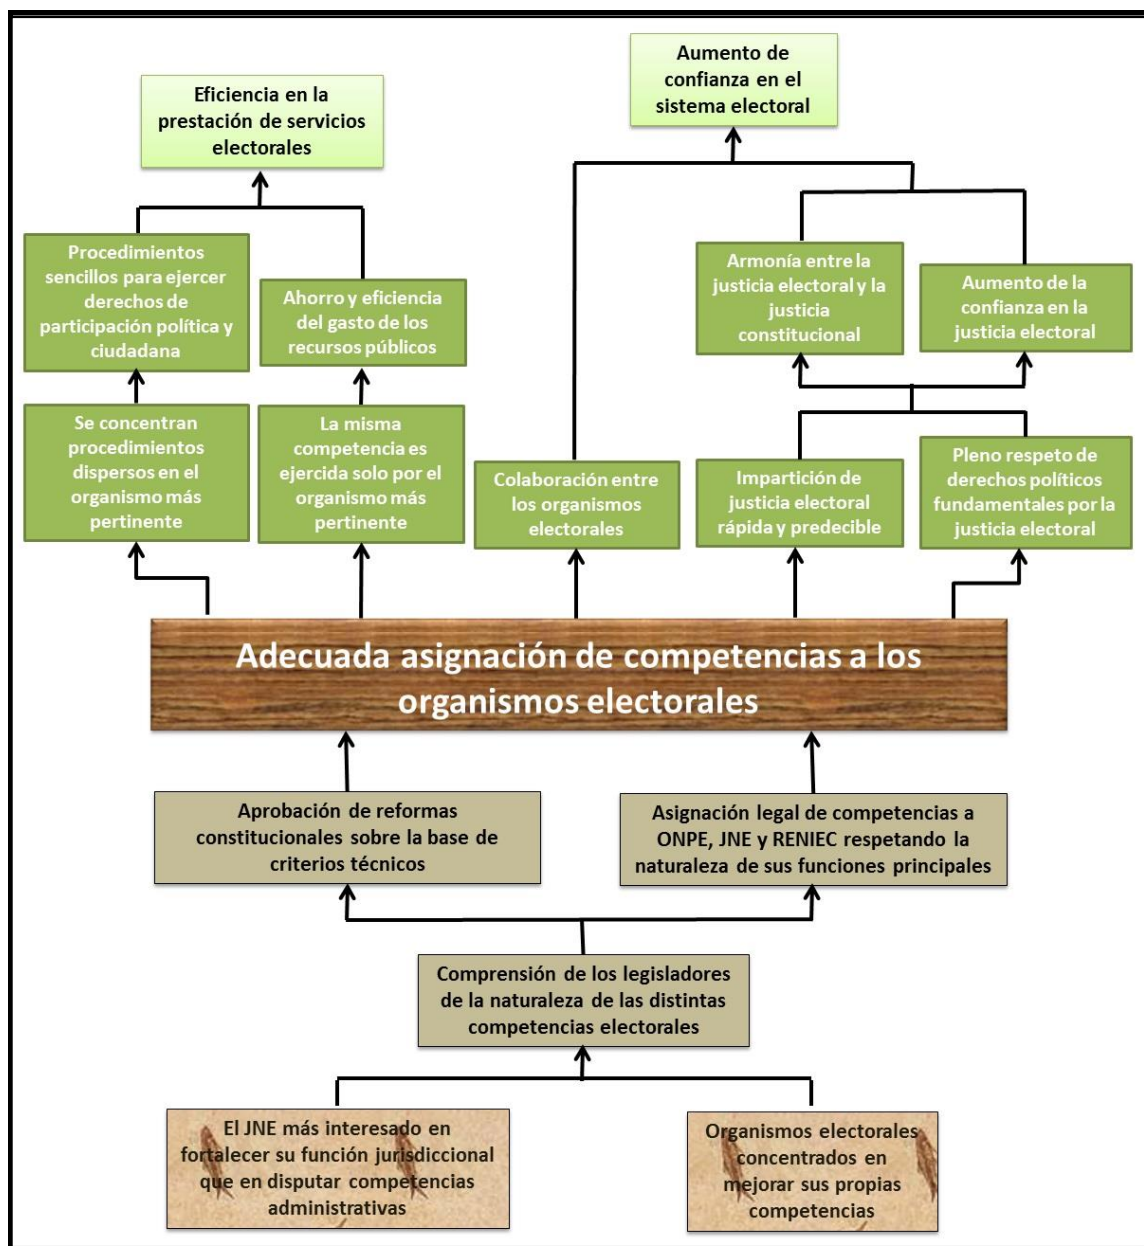 Aumento de
confianza en el
sistema electoral
Eficiencia en la
prestación de servicios
electorales
Procedimientos
sencillos para ejercer
derechos de
participación política y
ciudadana
Ahorro y eficiencia
del gasto de los
recursos públicos
Armonía entre la
justicia electoral y la
justicia
constitucional
Aumento de la
confianza en la
justicia electoral
Se concentran
procedimientos
dispersos en el
organismo más
pertinente
La misma
competencia es
ejercida solo por el
organismo más
pertinente
Colaboración entre
los organismos
electorales
Impartición de
justicia electoral
rápida y predecible
Pleno respeto de
derechos políticos
fundamentales por la
justicia electoral
Adecuada asignación de competencias a los
organismos electorales
Aprobación de reformas
constitucionales sobre la base de
criterios técnicos
Asignación legal de competencias a
ONPE, JNE y RENIEC respetando la
naturaleza de sus funciones principales
Comprensión de los legisladores
de la naturaleza de las distintas
competencias electorales
El JNE más interesado en
fortalecer su función jurisdiccional
que en disputar competencias
administrativas
Organismos electorales
concentrados en
mejorar sus propias
competencias